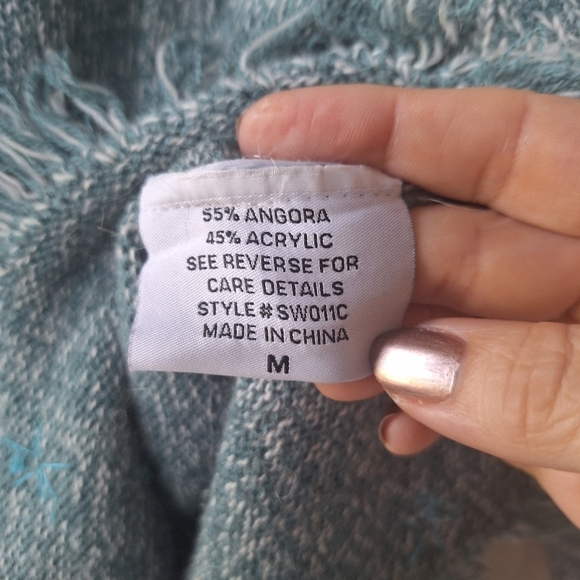 55% ANGORA
45% ACRYLIC
SEE REVERSE FOR
CARE DETAILS
STYLE# SW011C
MADE IN CHINA
M